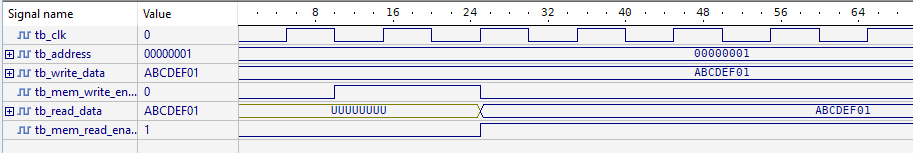 Signal name Value 8 16 24 32 40 48 56 64
tb_clk 0
tb_address 00000001 00000001
tb_write_data ABCDEF01 ABCDEF01
tb_mem_write_en... 0
tb_read_data ABCDEF01 UUUUUUUU ABCDEF01
tb_mem_read_ena... 1